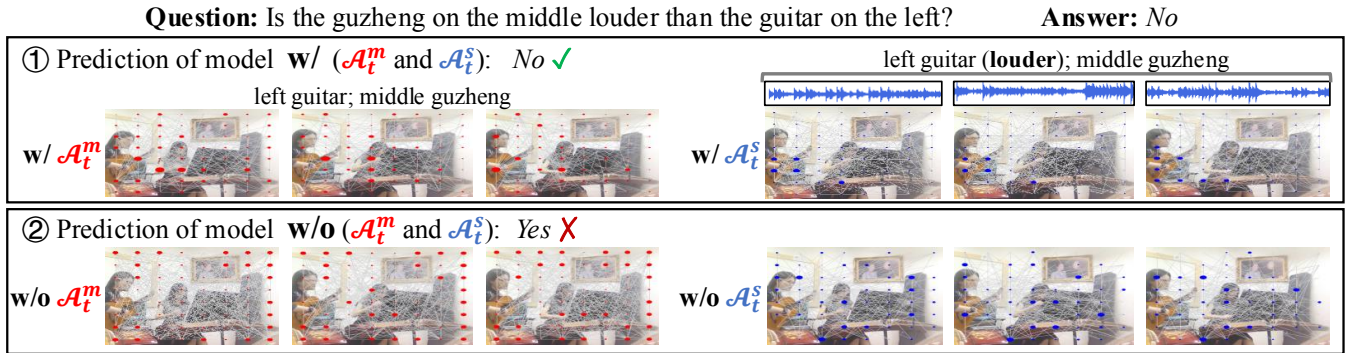 Question: Is the guzheng on the middle louder than the guitar on the left? Answer: No
① Prediction of model w/ (𝒜ₜᵐ and 𝒜ₜˢ): No ✓
left guitar; middle guzheng
left guitar (louder); middle guzheng
w/ 𝒜ₜᵐ
w/ 𝒜ₜˢ
② Prediction of model w/o (𝒜ₜᵐ and 𝒜ₜˢ): Yes ✗
w/o 𝒜ₜᵐ
w/o 𝒜ₜˢ